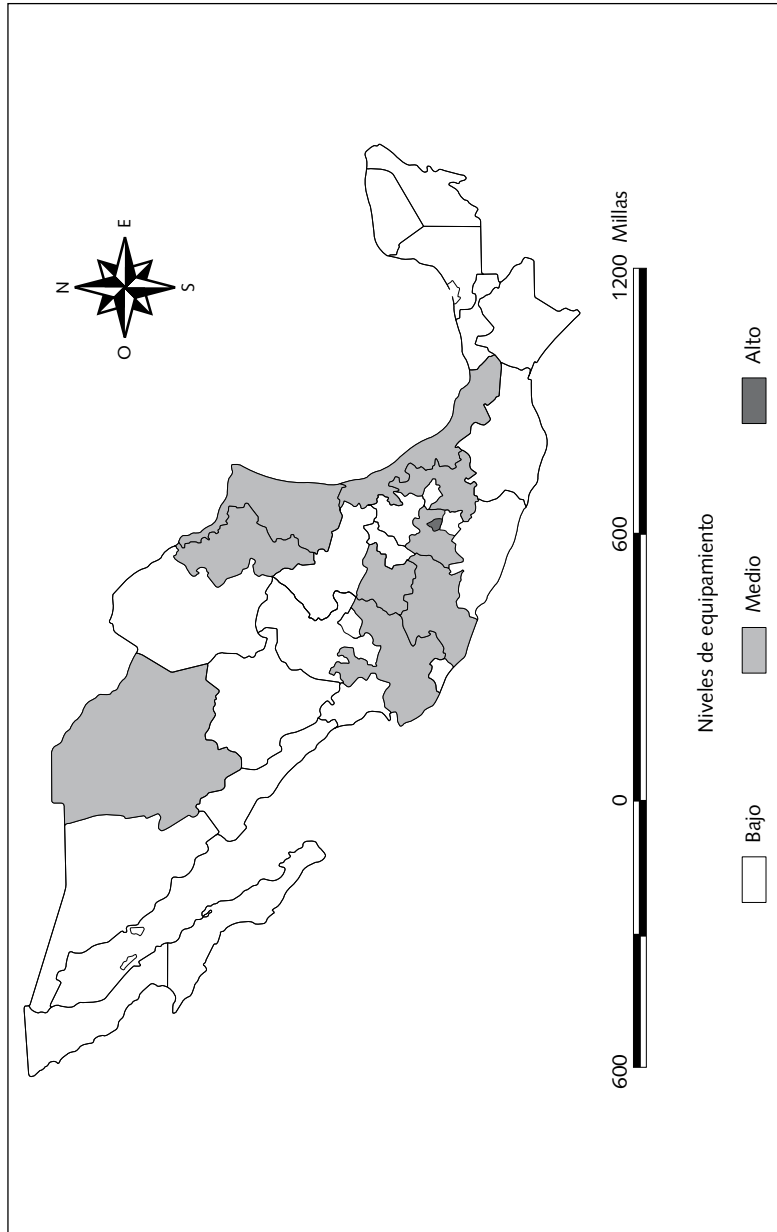 N
O
E
S
600
0
600
1200 Millas
Niveles de equipamiento
Bajo
Medio
Alto